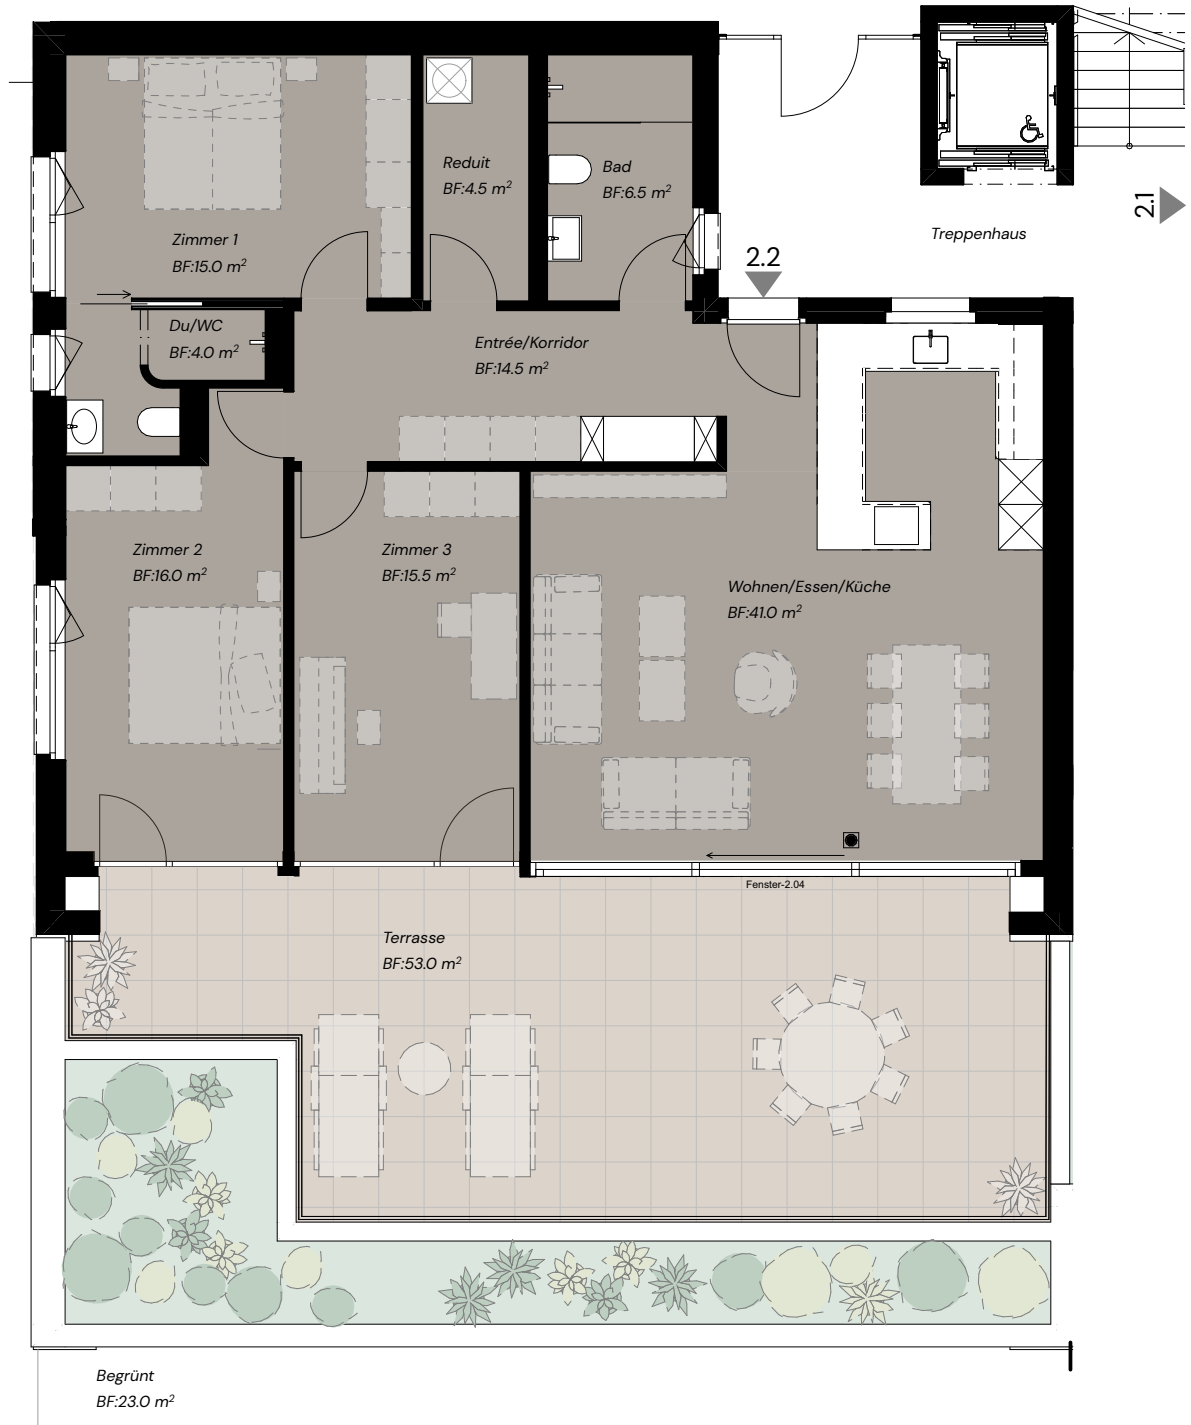 Reduit
BF:4.5 m²
Bad
BF:6.5 m²
2.1
Zimmer 1
BF:15.0 m²
Treppenhaus
2.2
Du/WC
BF:4.0 m²
Entrée/Korridor
BF:14.5 m²
Zimmer 2
BF:16.0 m²
Zimmer 3
BF:15.5 m²
Wohnen/Essen/Küche
BF:41.0 m²
Fenster-2.04
Terrasse
BF:53.0 m²
Begrünt
BF:23.0 m²